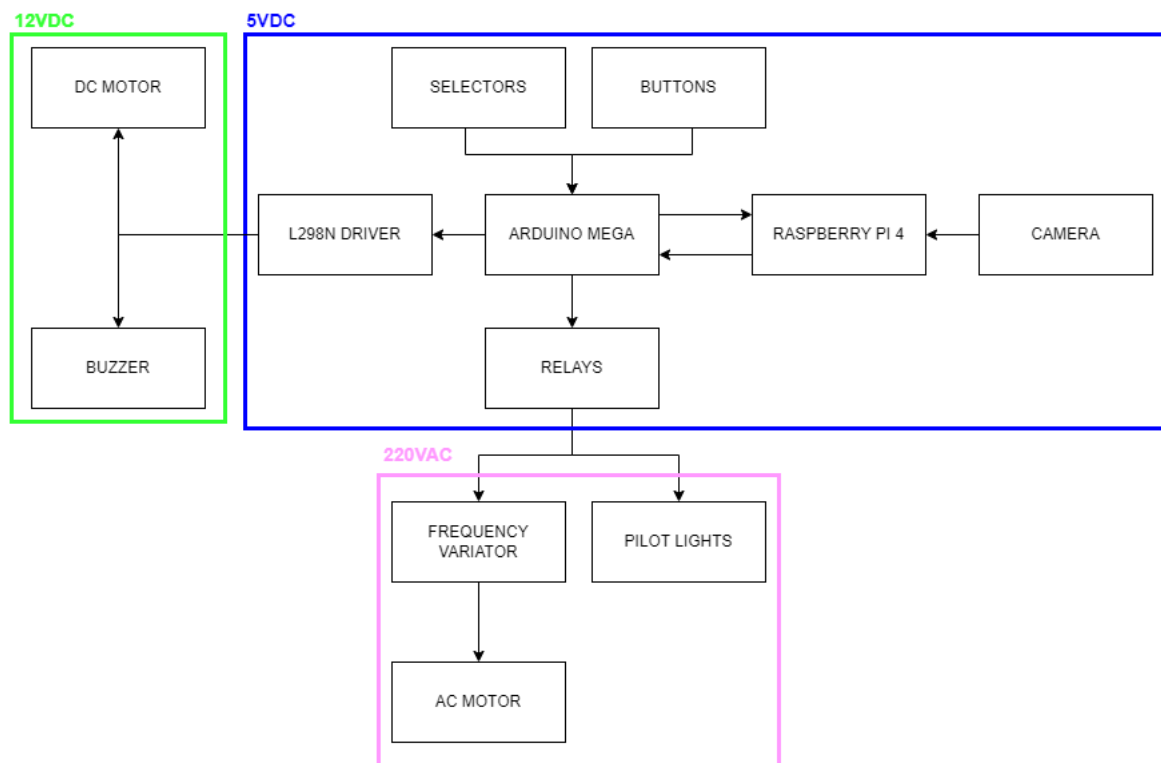 12VDC
5VDC
DC MOTOR
SELECTORS
BUTTONS
L298N DRIVER
ARDUINO MEGA
RASPBERRY PI 4
CAMERA
BUZZER
RELAYS
220VAC
FREQUENCY
VARIATOR
PILOT LIGHTS
AC MOTOR